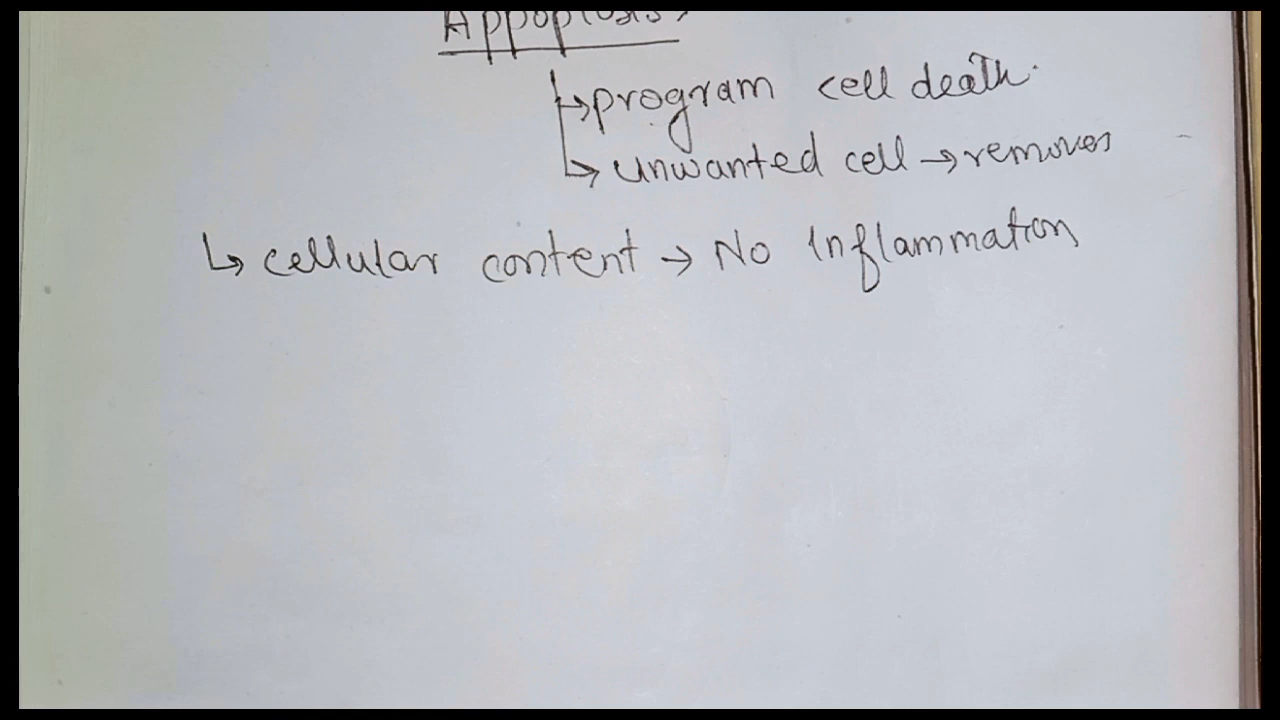 Appoptosis,
↳ program cell death.
↳ unwanted cell → removes
↳ cellular content → No Inflammation